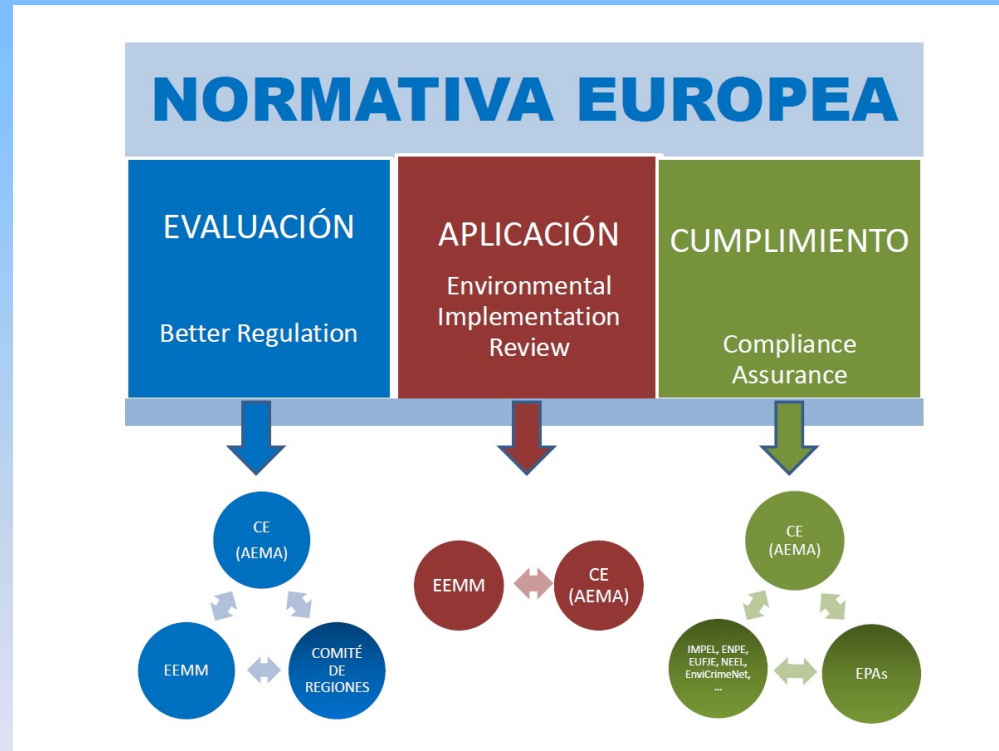 NORMATIVA EUROPEA
EVALUACIÓN
Better Regulation
APLICACIÓN
Environmental
Implementation
Review
CUMPLIMIENTO
Compliance
Assurance
CE
(AEMA)
EEMM
COMITÉ
DE
REGIONES
EEMM
CE
(AEMA)
CE
(AEMA)
IMPEL, ENPE,
EUFJE, NEEL,
EnviCrimeNet,
...
EPAs